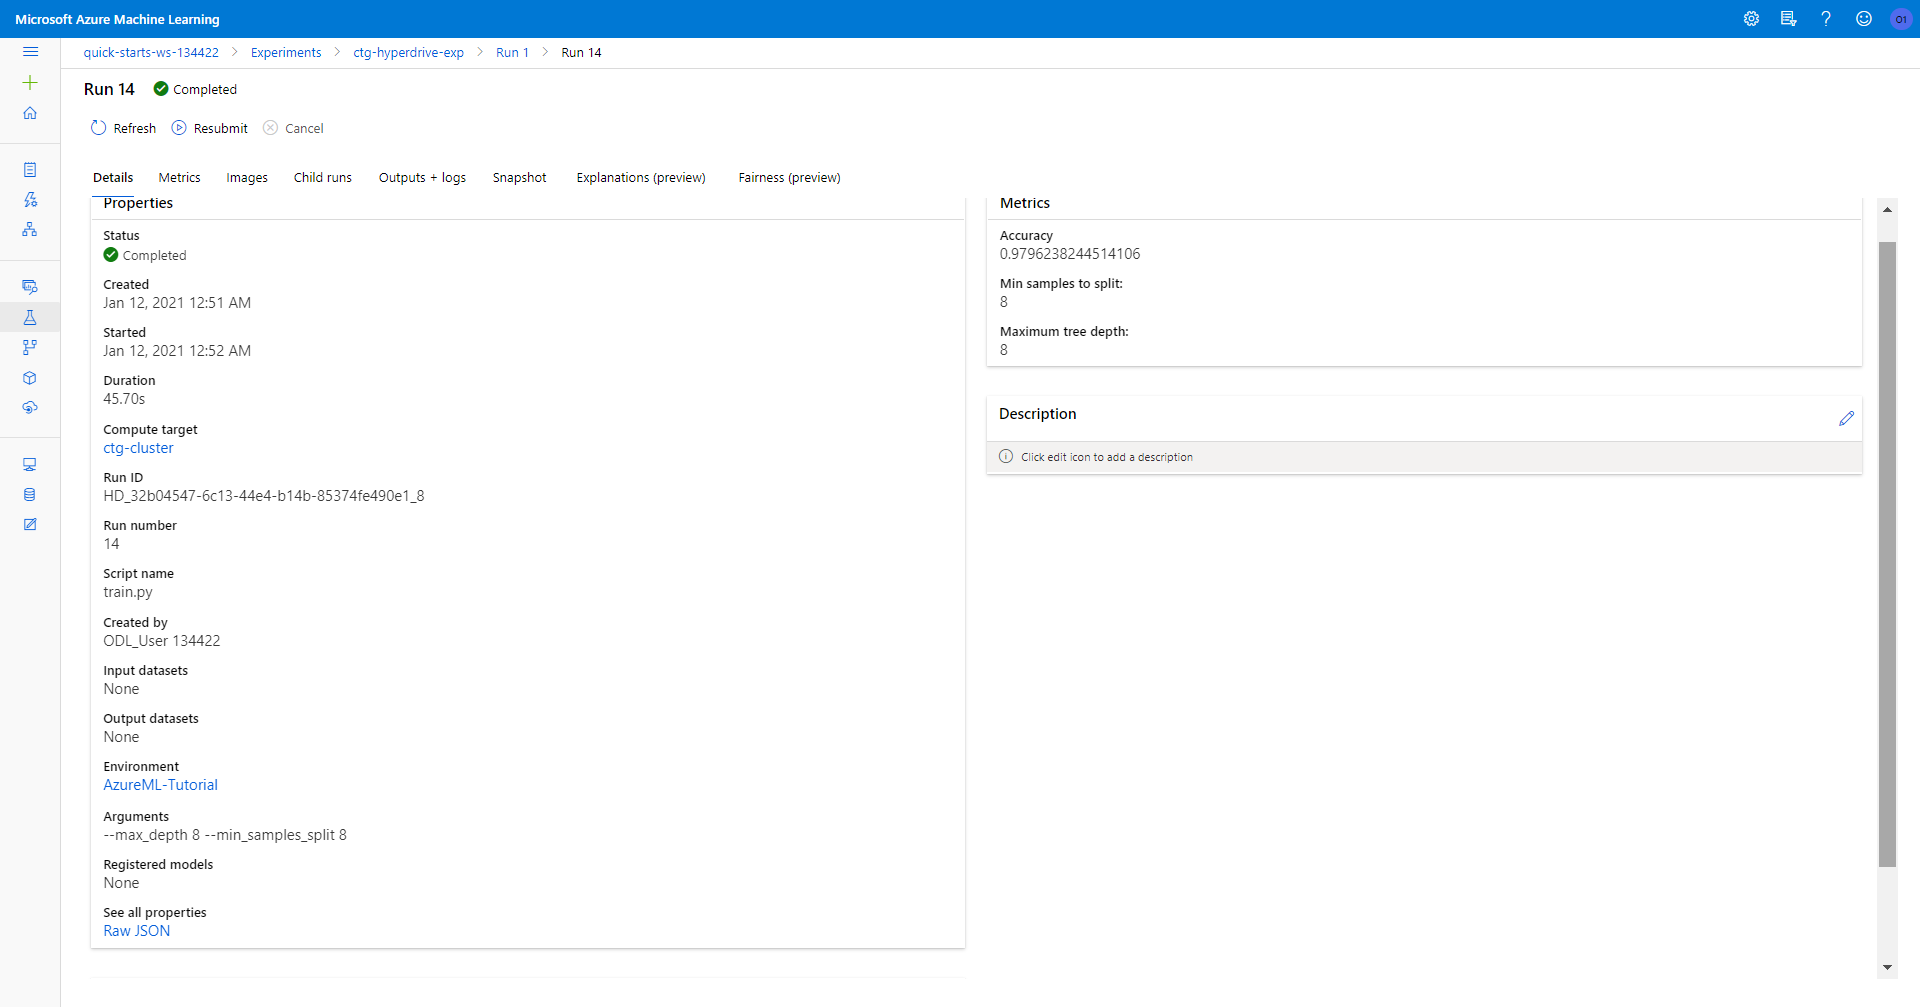 Microsoft Azure Machine Learning
O1
quick-starts-ws-134422 > Experiments > ctg-hyperdrive-exp > Run 1 > Run 14
Run 14 Completed
Refresh Resubmit Cancel
Details Metrics Images Child runs Outputs + logs Snapshot Explanations (preview) Fairness (preview)
Properties
Status
Completed
Created
Jan 12, 2021 12:51 AM
Started
Jan 12, 2021 12:52 AM
Duration
45.70s
Compute target
ctg-cluster
Run ID
HD_32b04547-6c13-44e4-b14b-85374fe490e1_8
Run number
14
Script name
train.py
Created by
ODL_User 134422
Input datasets
None
Output datasets
None
Environment
AzureML-Tutorial
Arguments
--max_depth 8 --min_samples_split 8
Registered models
None
See all properties
Raw JSON
Metrics
Accuracy
0.9796238244514106
Min samples to split:
8
Maximum tree depth:
8
Description
Click edit icon to add a description